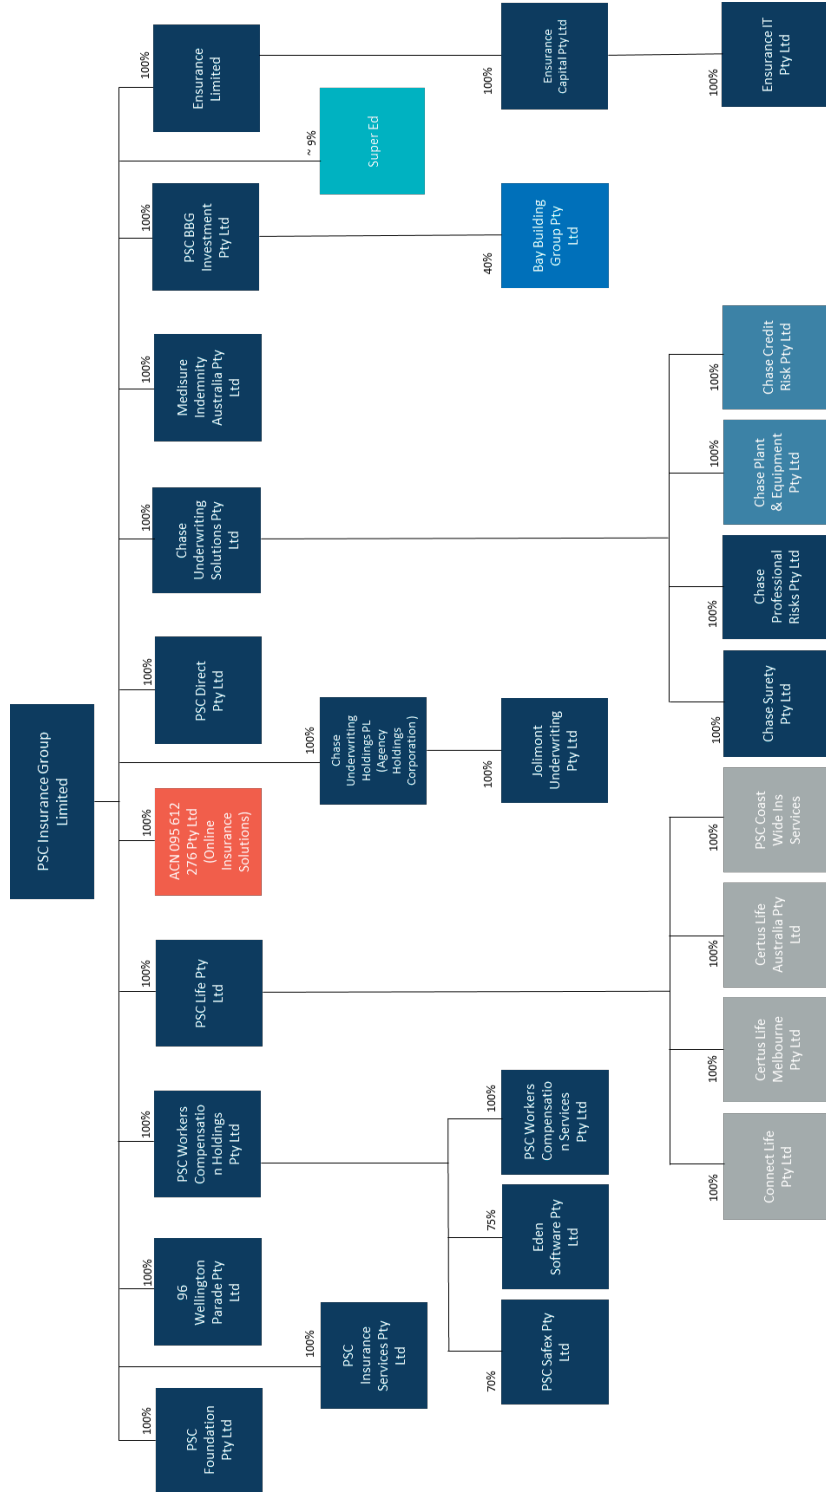 PSC Insurance Group
Limited
100%
PSC
Foundation
Pty Ltd
100%
96
Wellington
Parade Pty
Ltd
100%
PSC Workers
Compensatio
n Holdings
Pty Ltd
100%
PSC Life Pty
Ltd
100%
ACN 095 612
276 Pty Ltd
(Online
Insurance
Solutions)
100%
PSC Direct
Pty Ltd
100%
Chase
Underwriting
Solutions Pty
Ltd
100%
Medisure
Indemnity
Australia Pty
Ltd
100%
PSC BBG
Investment
Pty Ltd
100%
Ensurance
Limited
100%
PSC
Insurance
Services Pty
Ltd
100%
Chase
Underwriting
Holdings PL
(Agency
Holdings
Corporation)
~ 9%
Super Ed
70%
PSC Safex Pty
Ltd
75%
Eden
Software Pty
Ltd
100%
PSC Workers
Compensatio
n Services
Pty Ltd
100%
Jolimont
Underwriting
Pty Ltd
40%
Bay Building
Group Pty
Ltd
100%
Ensurance
Capital Pty Ltd
100%
Connect Life
Pty Ltd
100%
Certus Life
Melbourne
Pty Ltd
100%
Certus Life
Australia Pty
Ltd
100%
PSC Coast
Wide Ins
Services
100%
Chase Surety
Pty Ltd
100%
Chase
Professional
Risks Pty Ltd
100%
Chase Plant
& Equipment
Pty Ltd
100%
Chase Credit
Risk Pty Ltd
100%
Ensurance IT
Pty Ltd